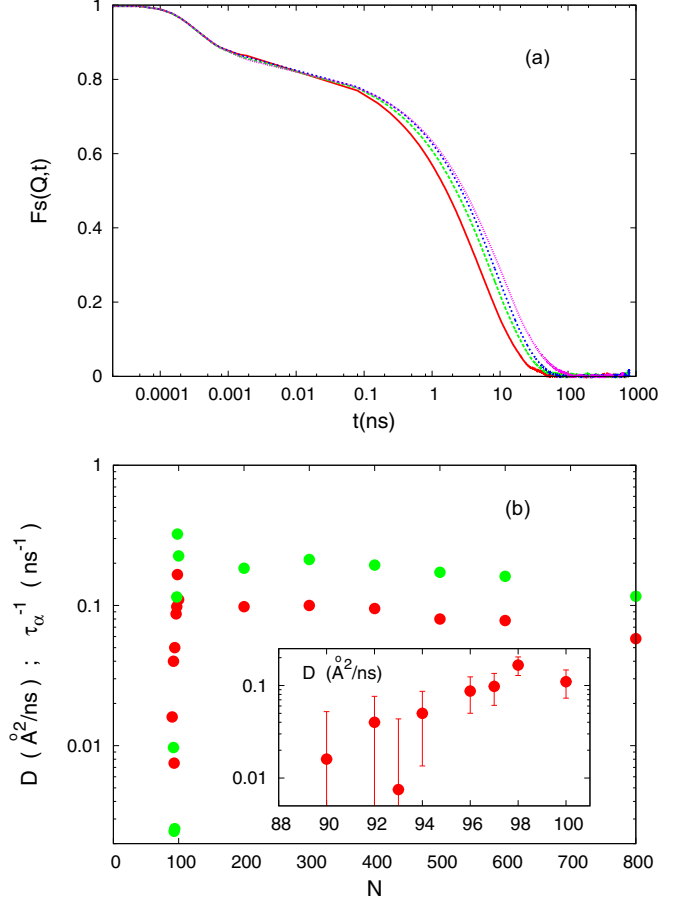 1
(a)
0.8
0.6
Fs(Q,t)
0.4
0.2
0
0.0001 0.001 0.01 0.1 1 10 100 1000
t(ns)
1
(b)
0.1
D ( Å²/ns) ; τα⁻¹ ( ns⁻¹ )
0.01
D (Å²/ns)
0.1
0.01
88 90 92 94 96 98 100
0 100 200 300 400 500 600 700 800
N